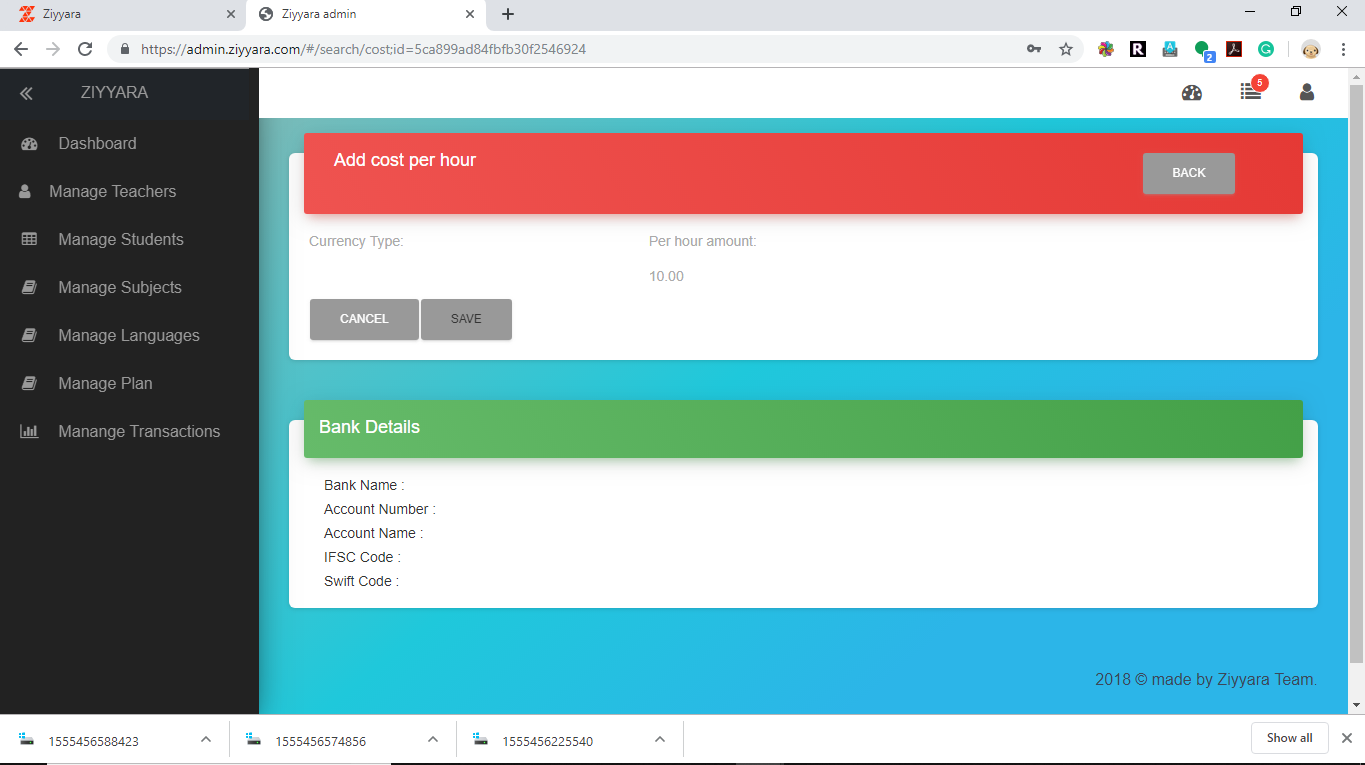 Ziyyara
Ziyyara admin
https://admin.ziyyara.com/#/search/cost;id=5ca899ad84fbfb30f2546924
R
A
2
G
ZIYYARA
5
Dashboard
Manage Teachers
Manage Students
Manage Subjects
Manage Languages
Manage Plan
Manange Transactions
Add cost per hour
BACK
Currency Type:
Per hour amount:
10.00
CANCEL
SAVE
Bank Details
Bank Name :
Account Number :
Account Name :
IFSC Code :
Swift Code :
2018 © made by Ziyyara Team.
1555456588423
1555456574856
1555456225540
Show all